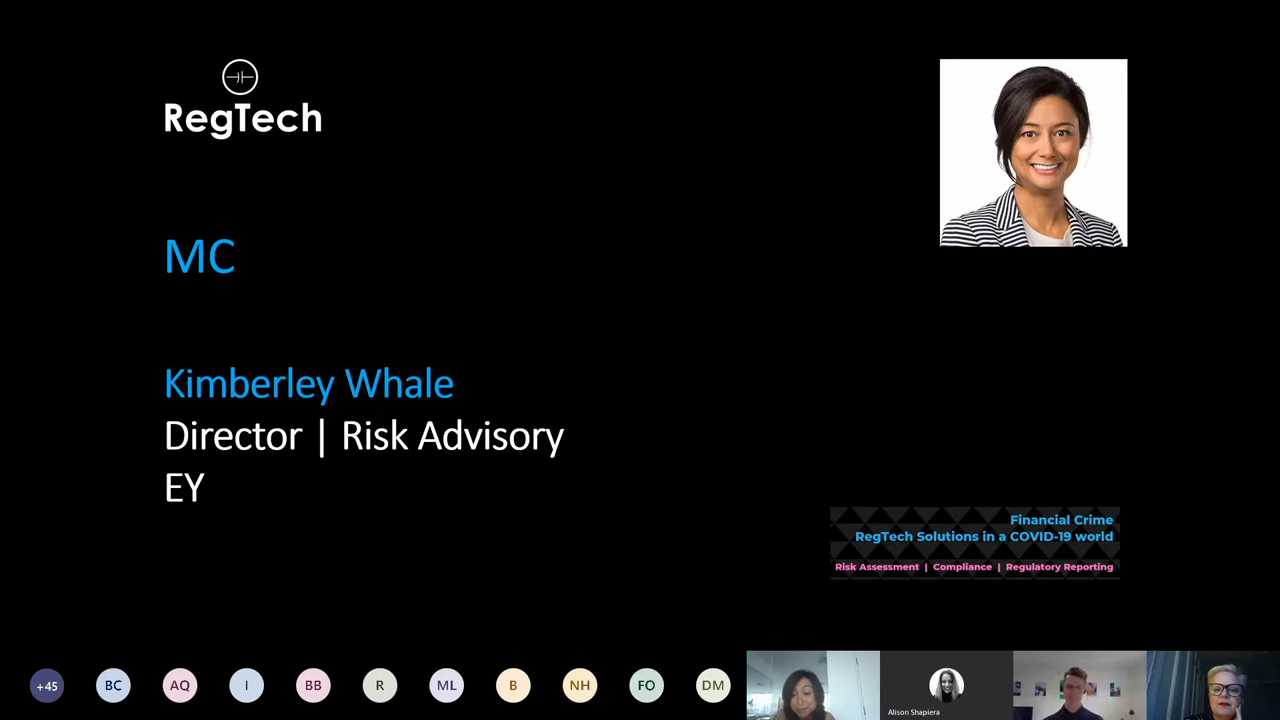 RegTech
MC
Kimberley Whale
Director | Risk Advisory
EY
Financial Crime
RegTech Solutions in a COVID-19 world
Risk Assessment | Compliance | Regulatory Reporting
+45
BC
AQ
I
BB
R
ML
B
NH
FO
DM
Alison Shapiera